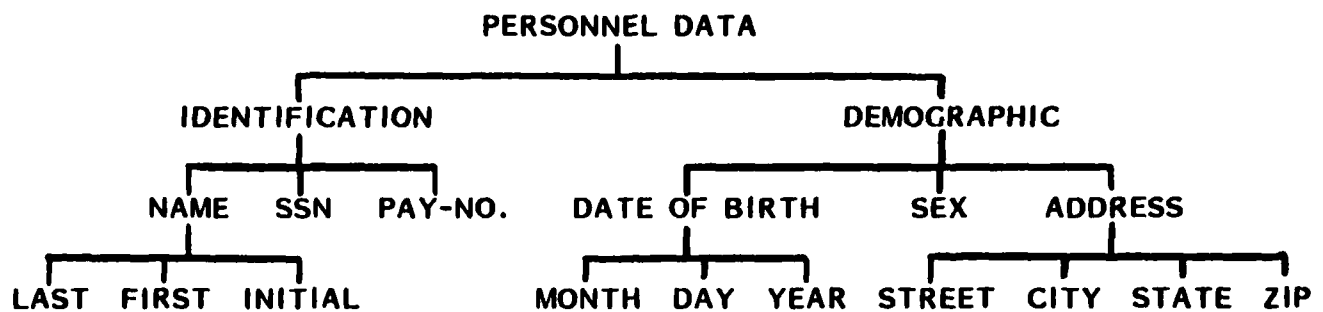 PERSONNEL DATA
IDENTIFICATION DEMOGRAPHIC
NAME SSN PAY-NO. DATE OF BIRTH SEX ADDRESS
LAST FIRST INITIAL MONTH DAY YEAR STREET CITY STATE ZIP